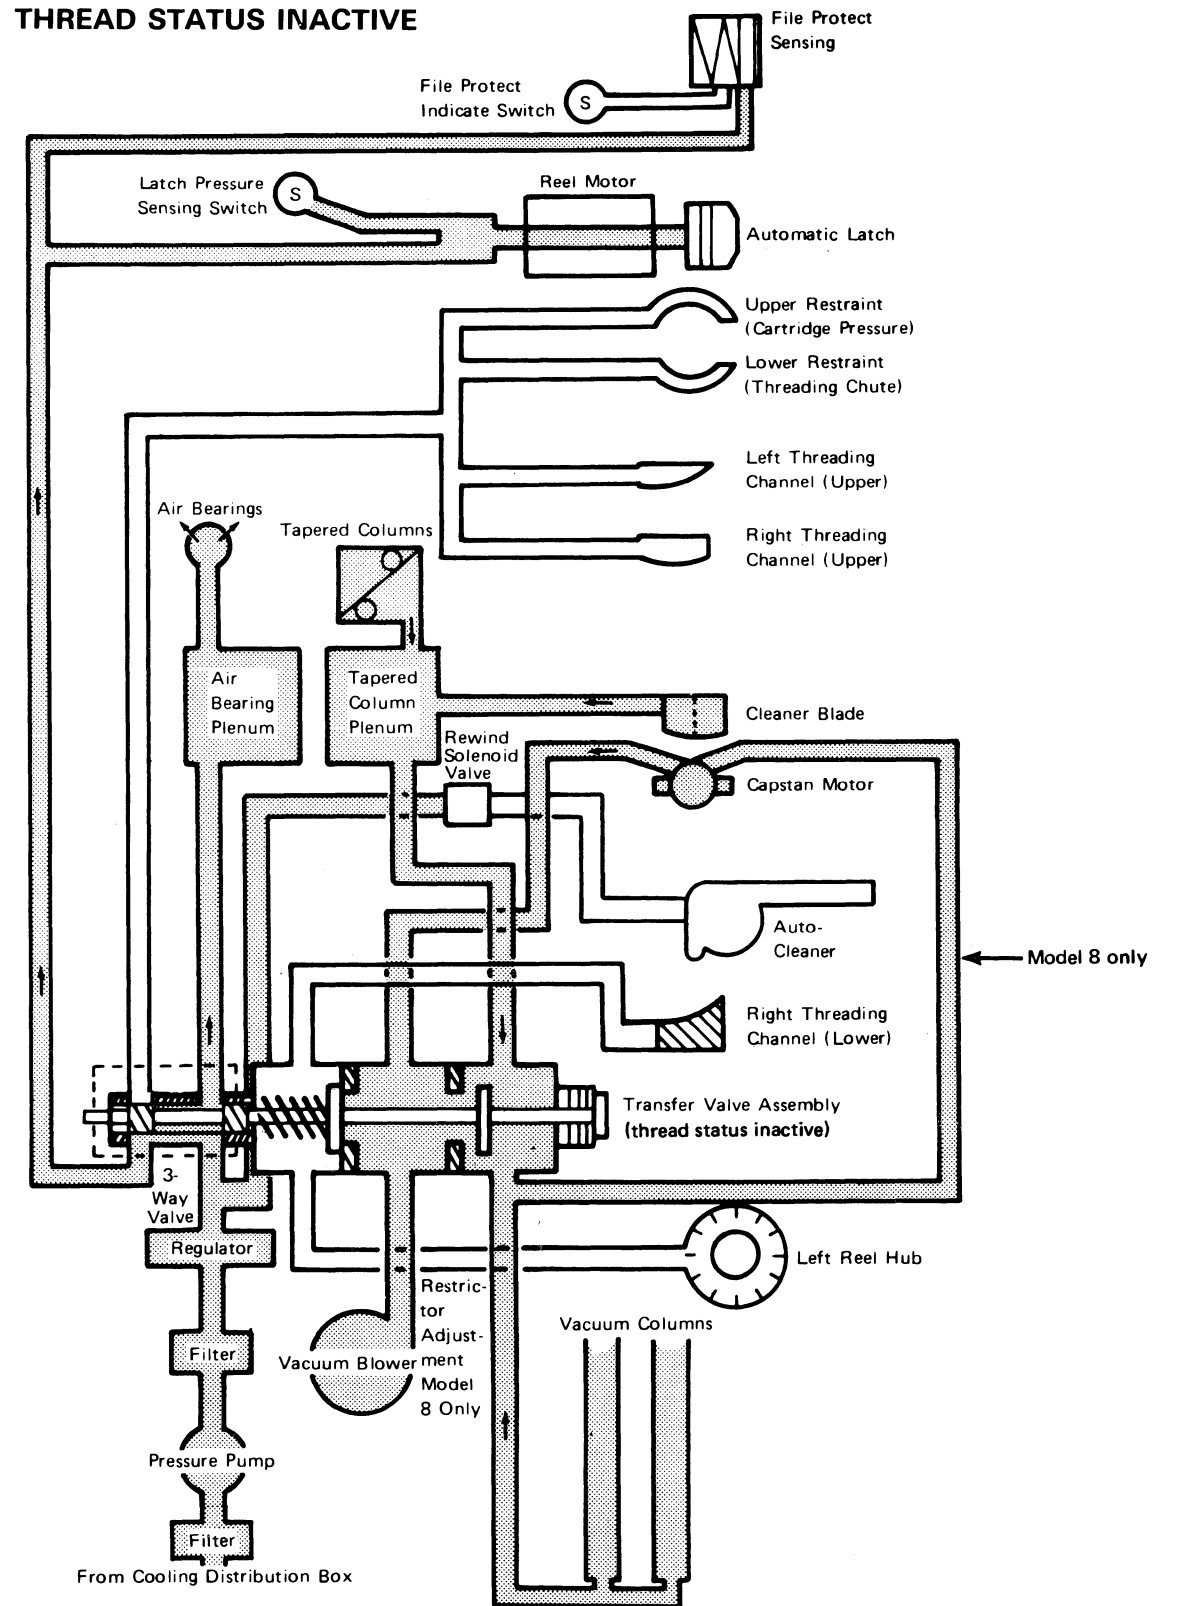 THREAD STATUS INACTIVE
File Protect
Sensing
File Protect
Indicate Switch
S
Latch Pressure
Sensing Switch
S
Reel Motor
Automatic Latch
Upper Restraint
(Cartridge Pressure)
Lower Restraint
(Threading Chute)
Left Threading
Channel (Upper)
Right Threading
Channel (Upper)
Air Bearings
Tapered Columns
Air
Bearing
Plenum
Tapered
Column
Plenum
Cleaner Blade
Rewind
Solenoid
Valve
Capstan Motor
Auto-
Cleaner
Model 8 only
Right Threading
Channel (Lower)
Transfer Valve Assembly
(thread status inactive)
3-
Way
Valve
Regulator
Left Reel Hub
Restric-
tor
Adjust-
ment
Model
8 Only
Vacuum Columns
Filter
Vacuum Blower
Pressure Pump
Filter
From Cooling Distribution Box